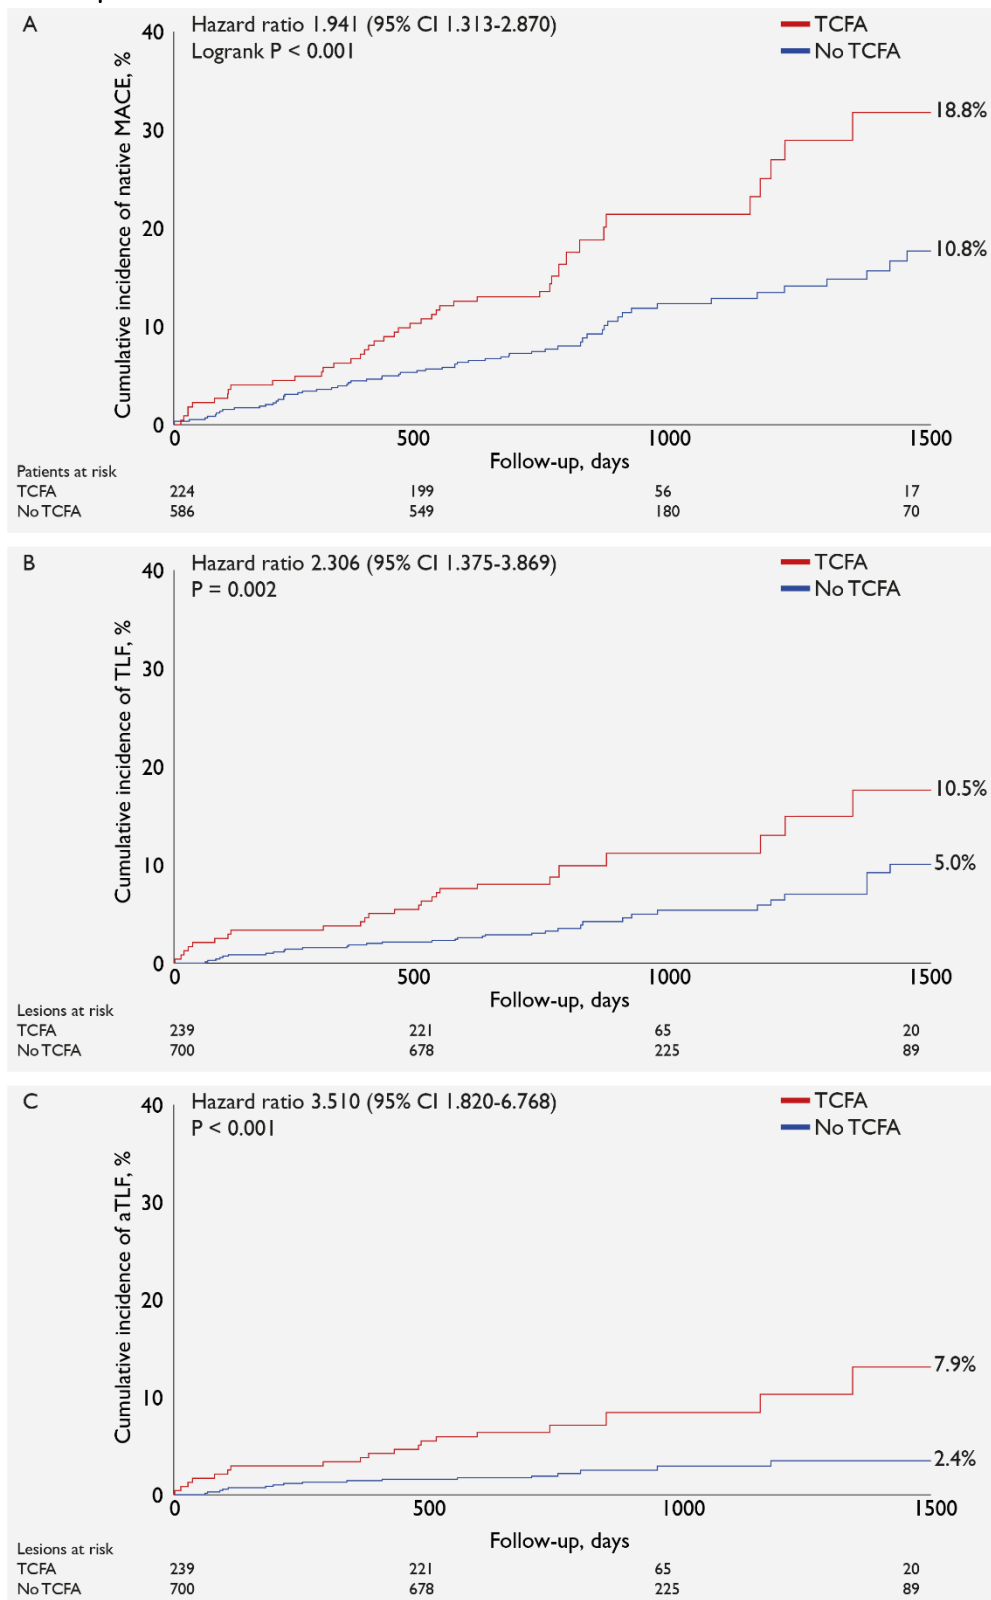 A
Hazard ratio 1.941 (95% CI 1.313-2.870)
Logrank P < 0.001
TCFA
No TCFA
Cumulative incidence of native MACE, %
40
30
20
10
0
18.8%
10.8%
0 500 1000 1500
Follow-up, days
Patients at risk
TCFA 224 199 56 17
No TCFA 586 549 180 70
B
Hazard ratio 2.306 (95% CI 1.375-3.869)
P = 0.002
TCFA
No TCFA
Cumulative incidence of TLF, %
40
30
20
10
0
10.5%
5.0%
0 500 1000 1500
Follow-up, days
Lesions at risk
TCFA 239 221 65 20
No TCFA 700 678 225 89
C
Hazard ratio 3.510 (95% CI 1.820-6.768)
P < 0.001
TCFA
No TCFA
Cumulative incidence of aTLF, %
40
30
20
10
0
7.9%
2.4%
0 500 1000 1500
Follow-up, days
Lesions at risk
TCFA 239 221 65 20
No TCFA 700 678 225 89